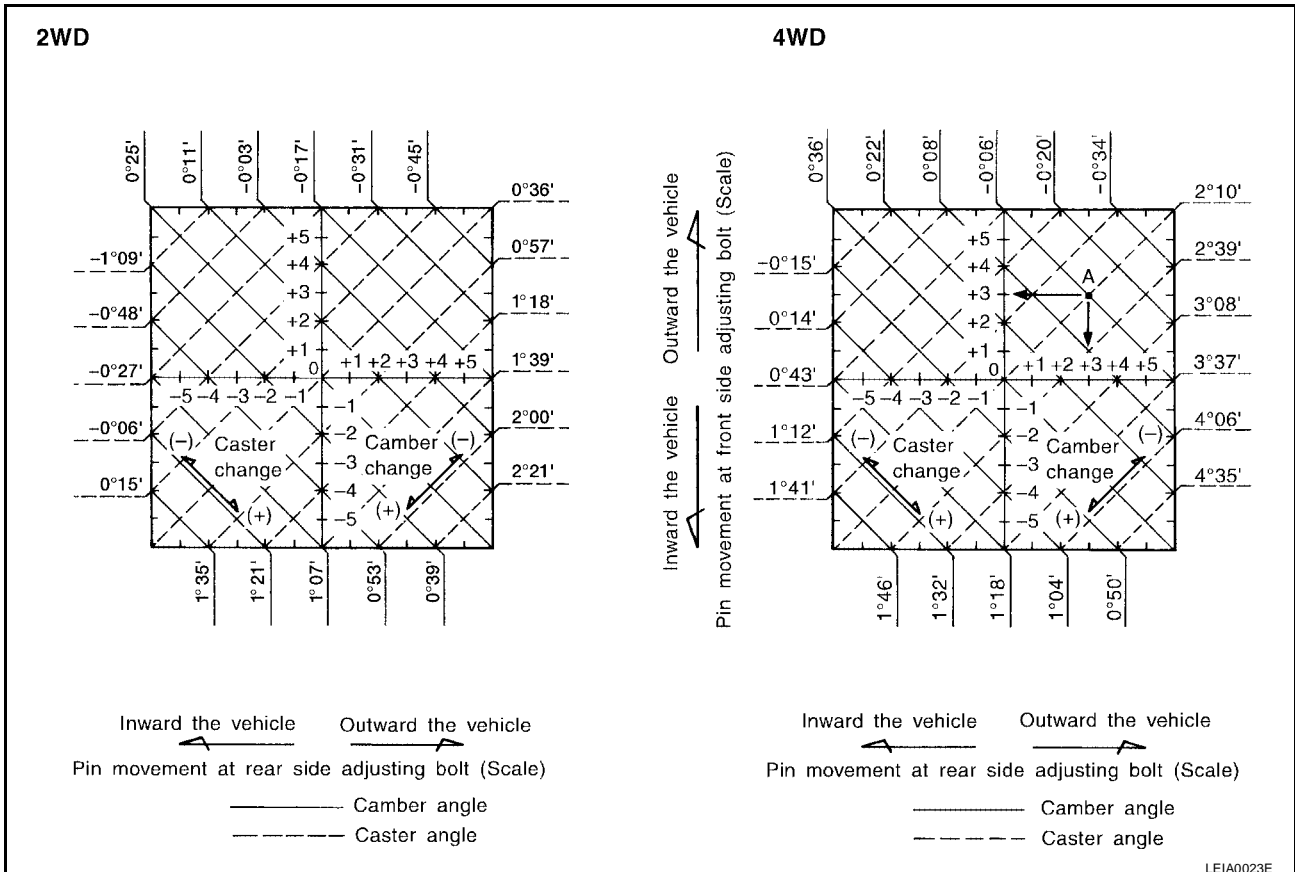 2WD
0°25'
0°11'
-0°03'
-0°17'
-0°31'
-0°45'
0°36'
0°57'
1°18'
1°39'
2°00'
2°21'
-1°09'
-0°48'
-0°27'
-0°06'
0°15'
+5
+4
+3
+2
+1
0
+1 +2 +3 +4 +5
-5 -4 -3 -2 -1
-1
-2
-3
-4
-5
(-)
Caster
change
(+)
Camber
change
(-)
(+)
1°35'
1°21'
1°07'
0°53'
0°39'
Inward the vehicle Outward the vehicle
Pin movement at rear side adjusting bolt (Scale)
Camber angle
Caster angle
4WD
Inward the vehicle Outward the vehicle
Pin movement at front side adjusting bolt (Scale)
0°36'
0°22'
0°08'
-0°06'
-0°20'
-0°34'
2°10'
2°39'
3°08'
3°37'
4°06'
4°35'
-0°15'
0°14'
0°43'
1°12'
1°41'
+5
+4
+3
+2
+1
A
0
+1 +2 +3 +4 +5
-5 -4 -3 -2 -1
-1
-2
-3
-4
-5
(-)
Caster
change
(+)
Camber
change
(-)
(+)
1°46'
1°32'
1°18'
1°04'
0°50'
Inward the vehicle Outward the vehicle
Pin movement at rear side adjusting bolt (Scale)
Camber angle
Caster angle
LEIA0023E